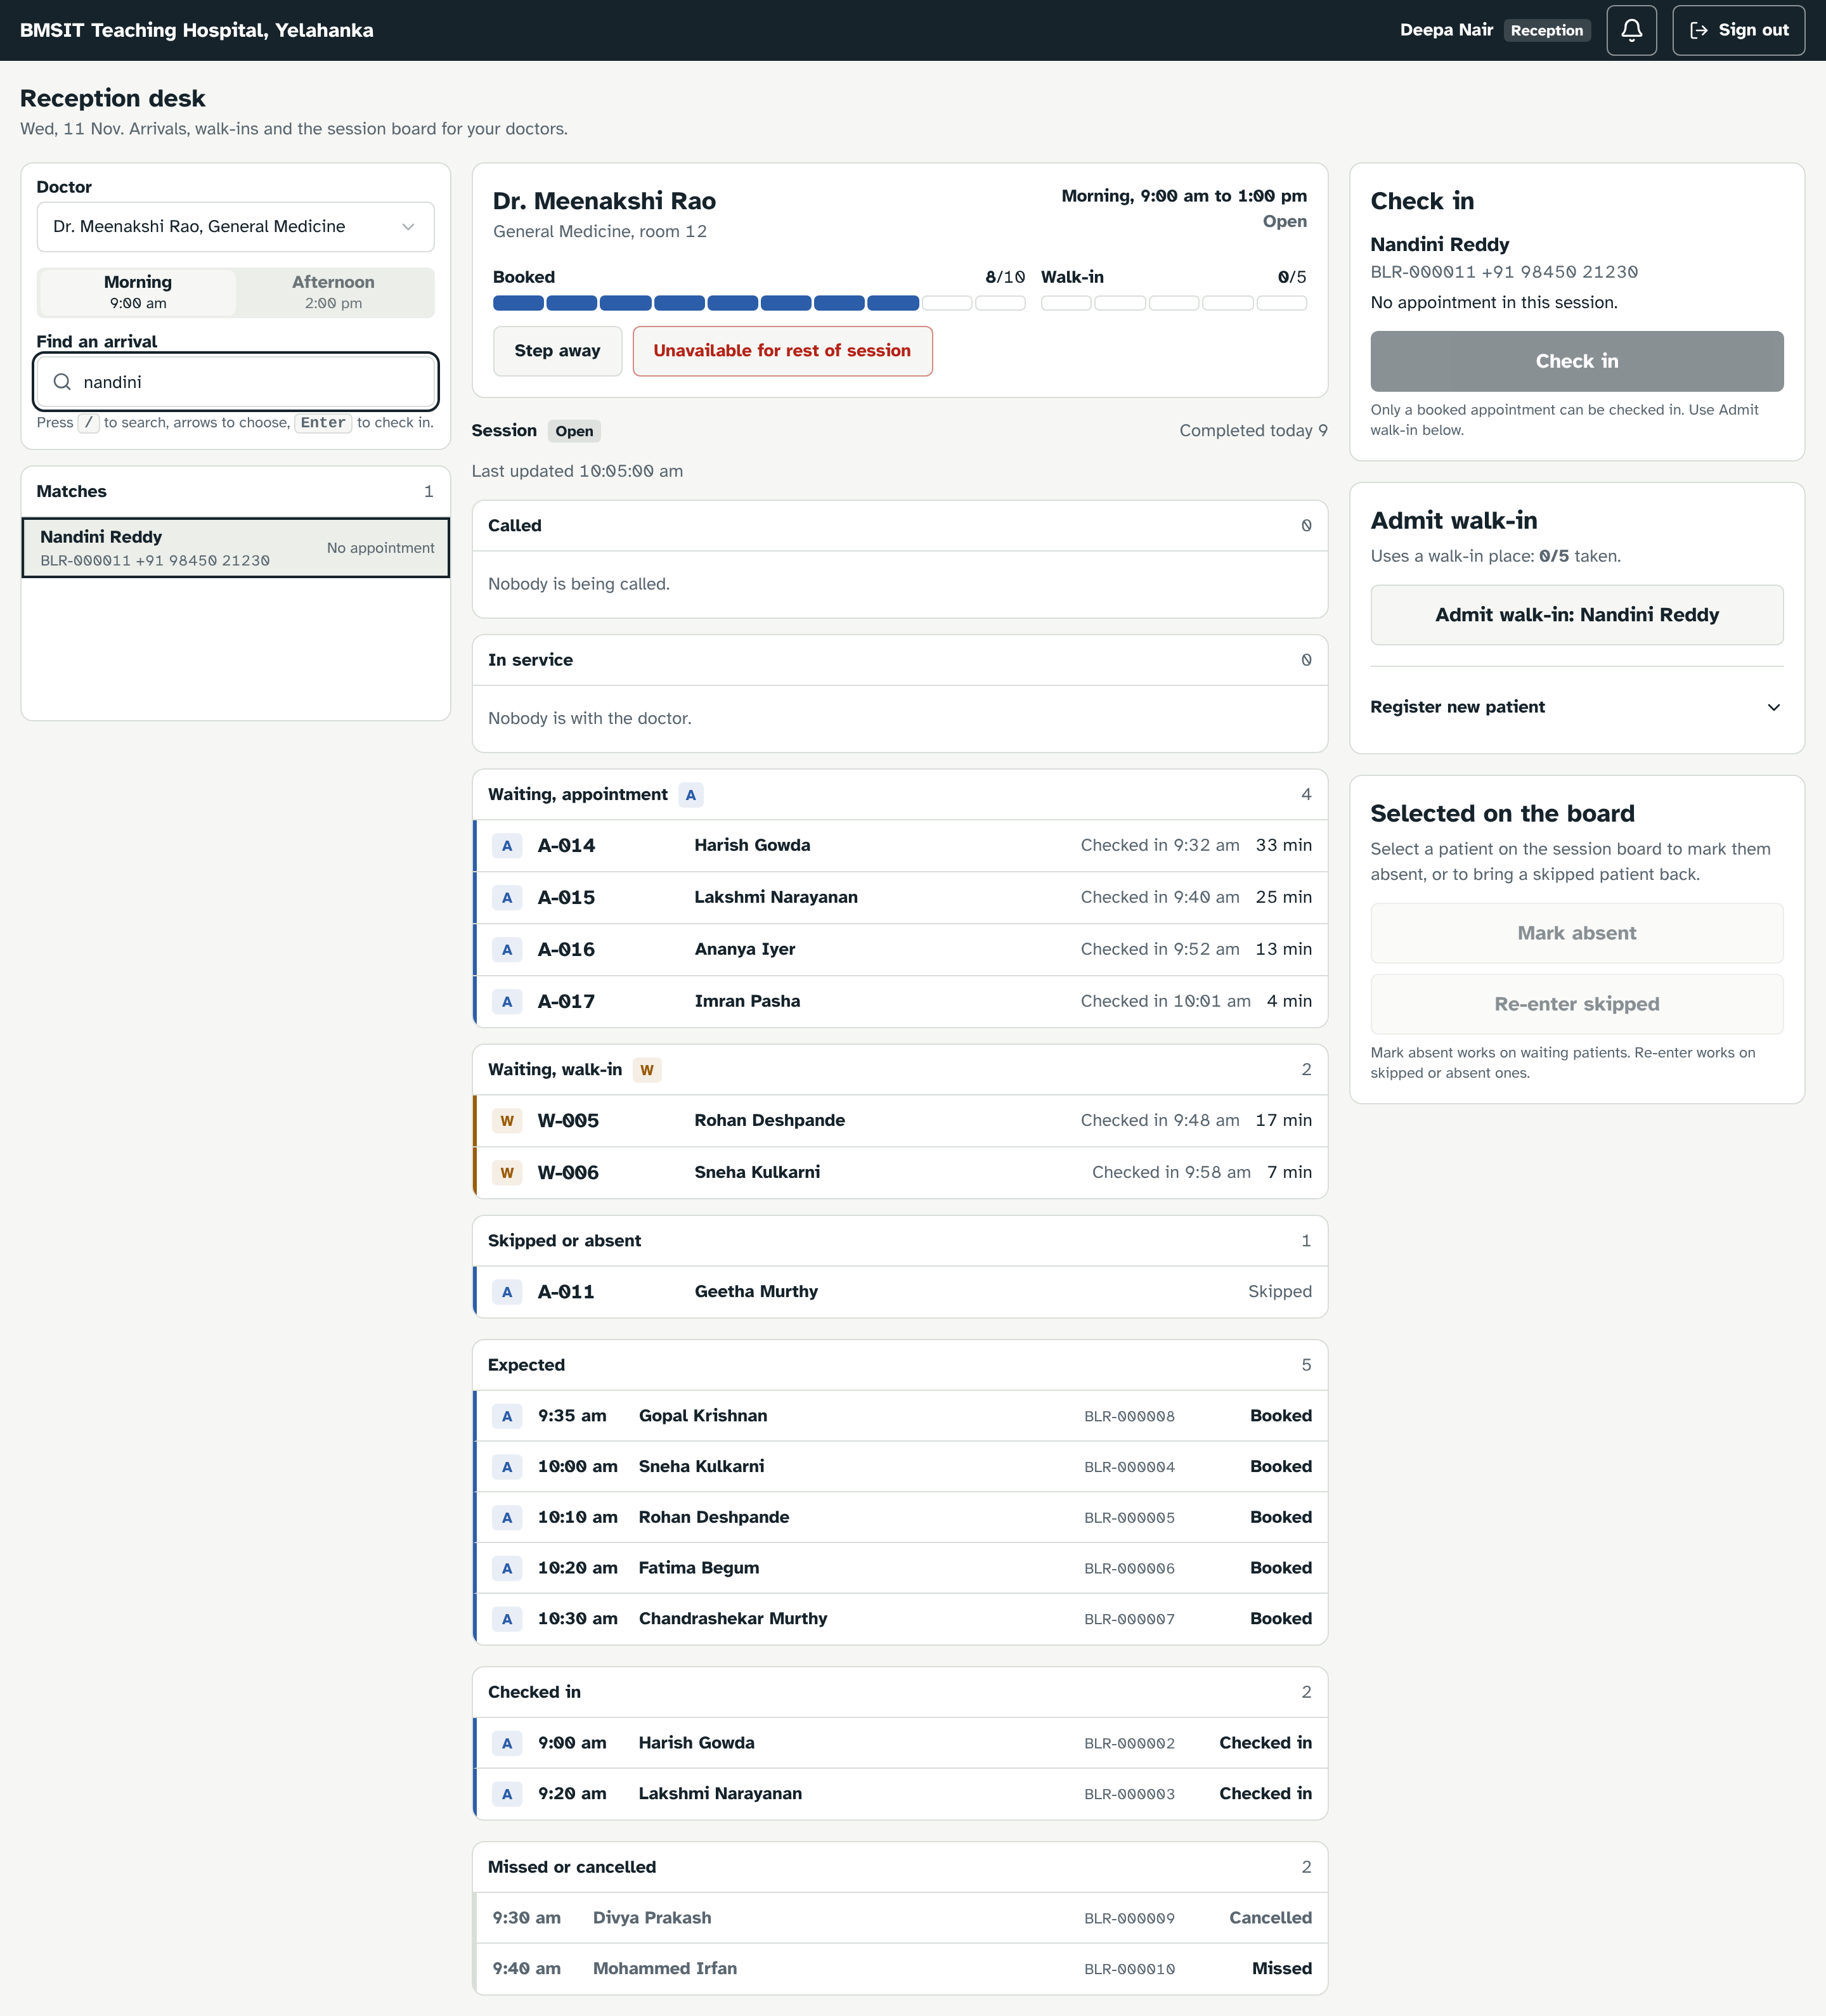 BMSIT Teaching Hospital, Yelahanka
Deepa Nair Reception Sign out
Reception desk
Wed, 11 Nov. Arrivals, walk-ins and the session board for your doctors.
Doctor
Dr. Meenakshi Rao, General Medicine
Morning
9:00 am
Afternoon
2:00 pm
Find an arrival
nandini
Press / to search, arrows to choose, Enter to check in.
Matches 1
Nandini Reddy
BLR-000011 +91 98450 21230
No appointment
Dr. Meenakshi Rao
General Medicine, room 12
Morning, 9:00 am to 1:00 pm
Open
Booked 8/10
Walk-in 0/5
Step away
Unavailable for rest of session
Session Open
Completed today 9
Last updated 10:05:00 am
Called 0
Nobody is being called.
In service 0
Nobody is with the doctor.
Waiting, appointment A 4
A A-014 Harish Gowda Checked in 9:32 am 33 min
A A-015 Lakshmi Narayanan Checked in 9:40 am 25 min
A A-016 Ananya Iyer Checked in 9:52 am 13 min
A A-017 Imran Pasha Checked in 10:01 am 4 min
Waiting, walk-in W 2
W W-005 Rohan Deshpande Checked in 9:48 am 17 min
W W-006 Sneha Kulkarni Checked in 9:58 am 7 min
Skipped or absent 1
A A-011 Geetha Murthy Skipped
Expected 5
A 9:35 am Gopal Krishnan BLR-000008 Booked
A 10:00 am Sneha Kulkarni BLR-000004 Booked
A 10:10 am Rohan Deshpande BLR-000005 Booked
A 10:20 am Fatima Begum BLR-000006 Booked
A 10:30 am Chandrashekar Murthy BLR-000007 Booked
Checked in 2
A 9:00 am Harish Gowda BLR-000002 Checked in
A 9:20 am Lakshmi Narayanan BLR-000003 Checked in
Missed or cancelled 2
9:30 am Divya Prakash BLR-000009 Cancelled
9:40 am Mohammed Irfan BLR-000010 Missed
Check in
Nandini Reddy
BLR-000011 +91 98450 21230
No appointment in this session.
Check in
Only a booked appointment can be checked in. Use Admit
walk-in below.
Admit walk-in
Uses a walk-in place: 0/5 taken.
Admit walk-in: Nandini Reddy
Register new patient
Selected on the board
Select a patient on the session board to mark them
absent, or to bring a skipped patient back.
Mark absent
Re-enter skipped
Mark absent works on waiting patients. Re-enter works on
skipped or absent ones.